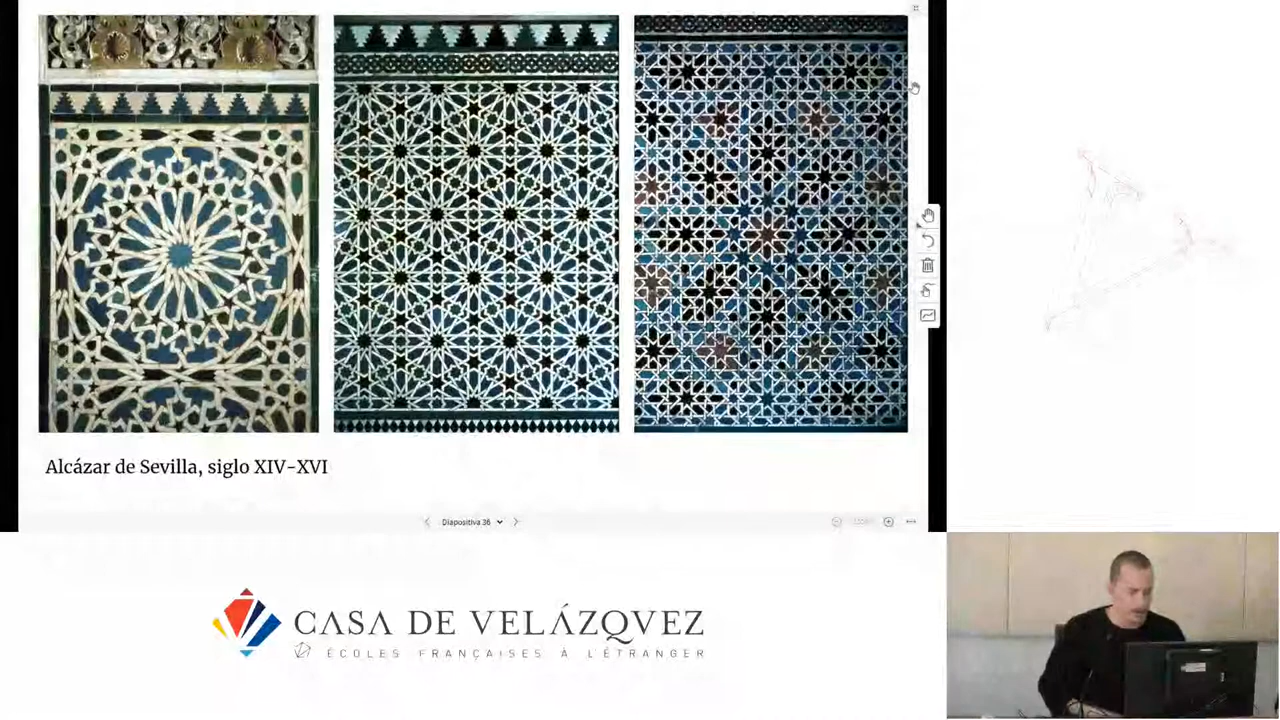 Alcázar de Sevilla, siglo XIV-XVI
Diapositiva 36
CASA DE VELÁZQVEZ
ÉCOLES FRANÇAISES À L'ÉTRANGER